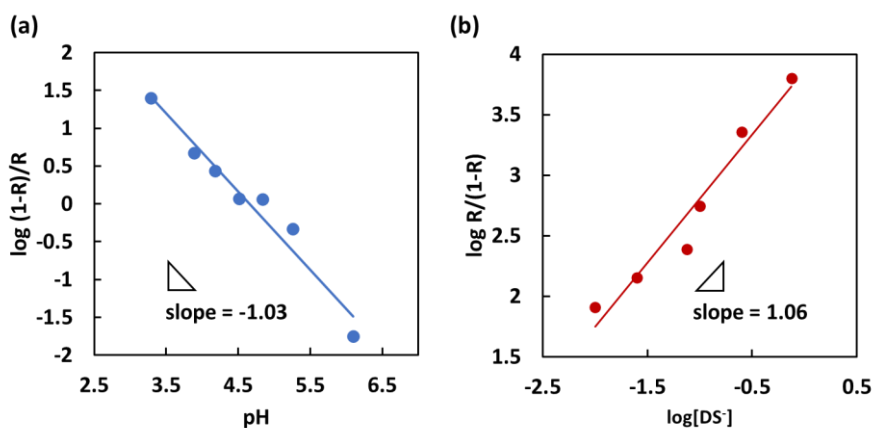 (a)
log (1-R)/R
2
1.5
1
0.5
0
-0.5
-1
-1.5
-2
slope = -1.03
2.5 3.5 4.5 5.5 6.5
pH
(b)
log R/(1-R)
4
3.5
3
2.5
2
1.5
slope = 1.06
-2.5 -1.5 -0.5 0.5
log[DS⁻]